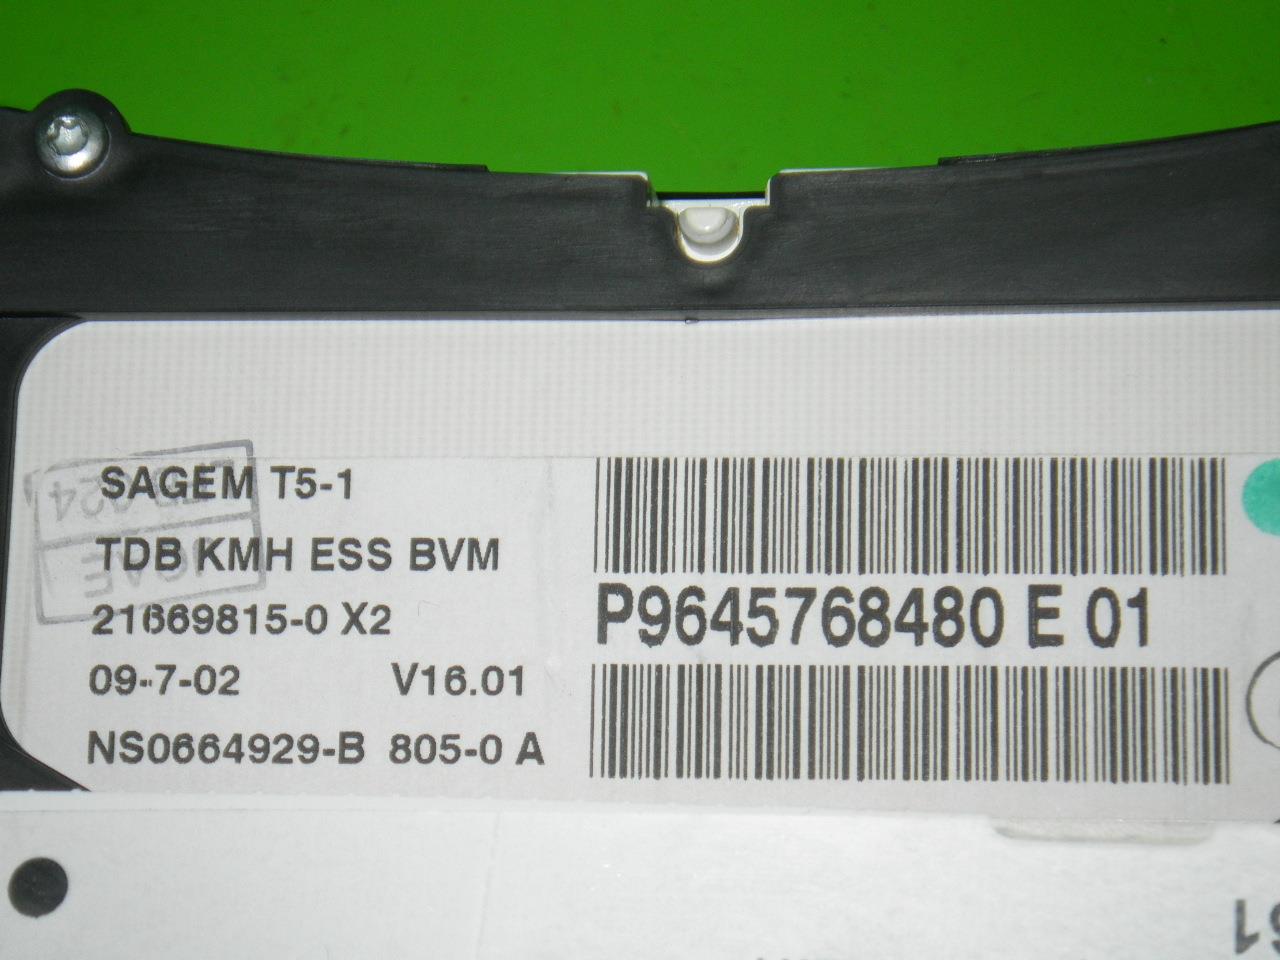 SAGEM T5-1
TDB KMH ESS BVM
21669815-0 X2
09-7-02 V16.01
NS0664929-B 805-0 A
P9645768480 E 01